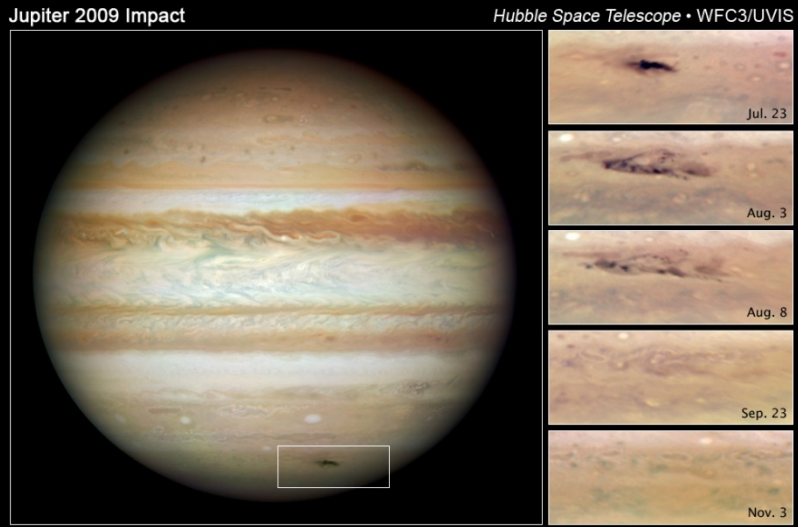 Jupiter 2009 Impact
Hubble Space Telescope • WFC3/UVIS
Jul. 23
Aug. 3
Aug. 8
Sep. 23
Nov. 3